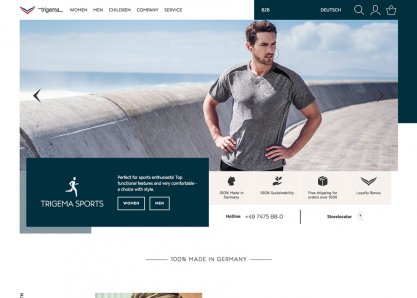 trigema
WOMEN MEN CHILDREN COMPANY SERVICE
B2B
DEUTSCH
TRIGEMA SPORTS
Perfect for sports enthusiasts! Top
functional features and very comfortable -
a choice with style.
WOMEN MEN
100% Made in
Germany
100% Sustainability
Free shipping for
orders over 100€
Loyalty Bonus
Hotline +49 7475 88-0
Storelocator
100% MADE IN GERMANY